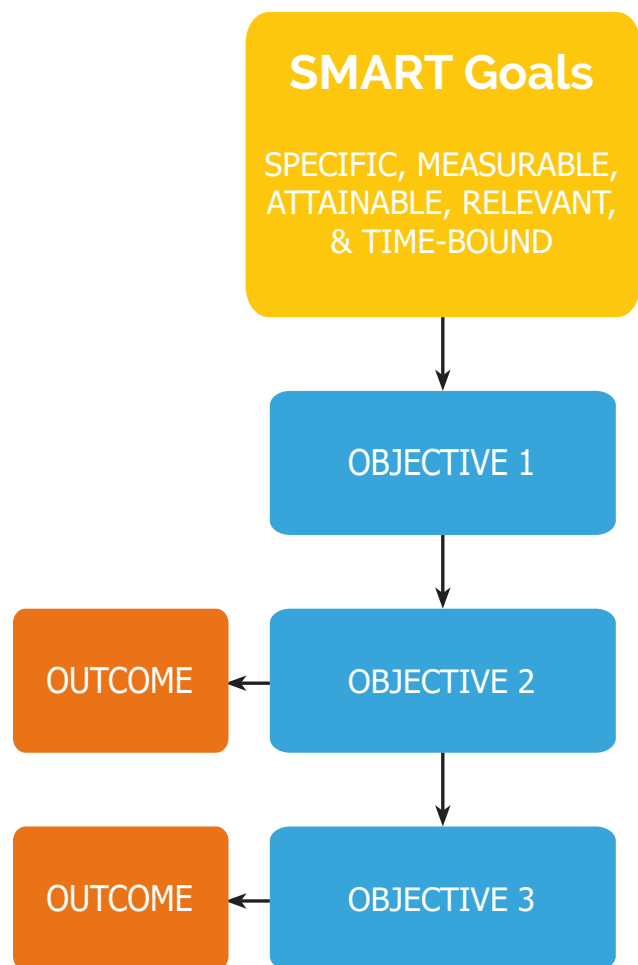 SMART Goals
SPECIFIC, MEASURABLE,
ATTAINABLE, RELEVANT,
& TIME-BOUND
OBJECTIVE 1
OUTCOME
OBJECTIVE 2
OUTCOME
OBJECTIVE 3